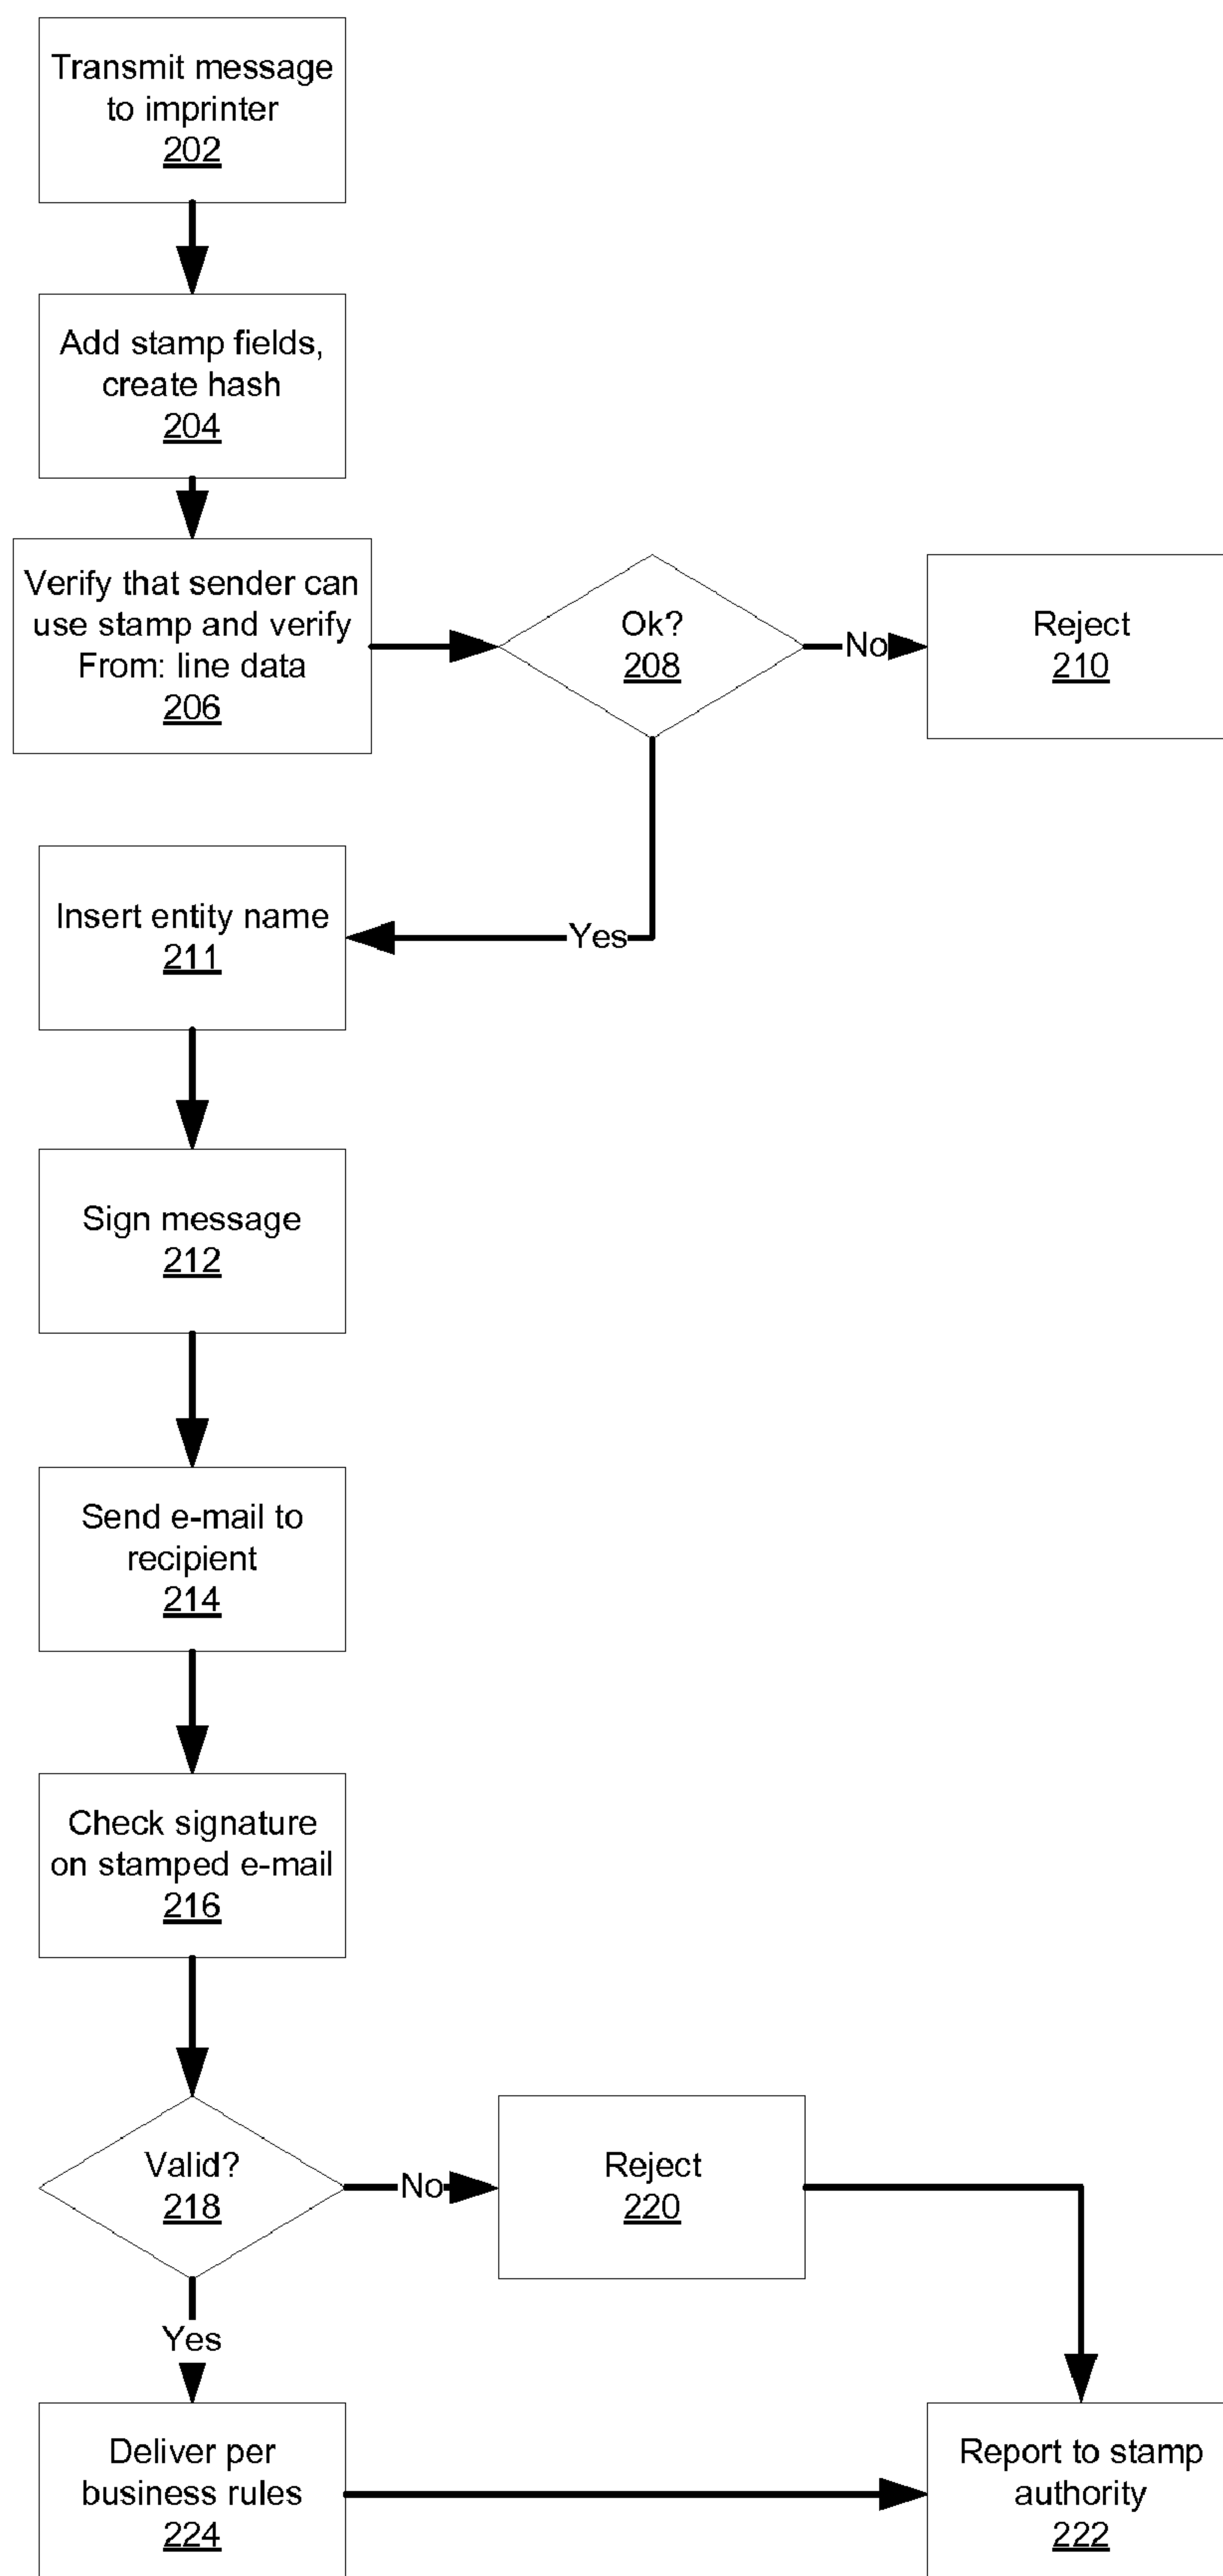 Transmit message
to imprinter
202
Add stamp fields,
create hash
204
Verify that sender can
use stamp and verify
From: line data
206
Ok?
208
No
Reject
210
Yes
Insert entity name
211
Sign message
212
Send e-mail to
recipient
214
Check signature
on stamped e-mail
216
Valid?
218
No
Reject
220
Yes
Deliver per
business rules
224
Report to stamp
authority
222